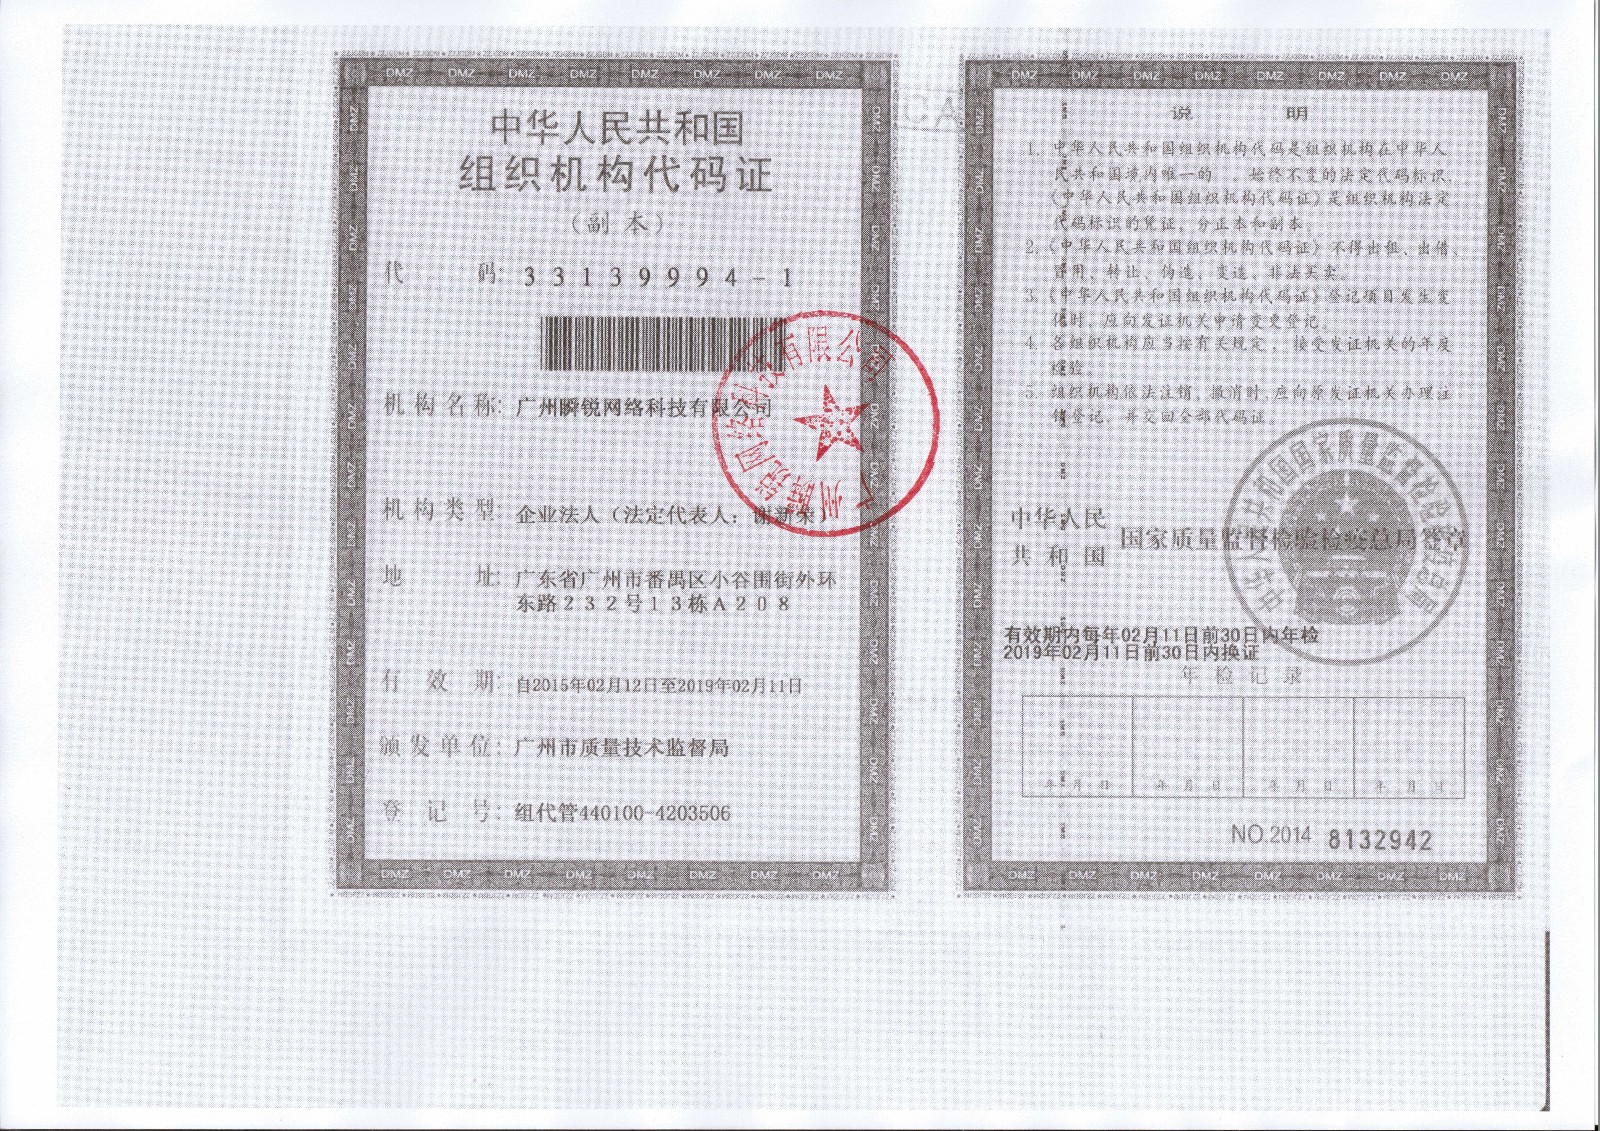 中华人民共和国
组织机构代码证
（副本）
代 码: 33139994-1
机构名称: 广州瞬锐网络科技有限公司
机构类型: 企业法人（法定代表人：谢新荣）
地 址: 广东省广州市番禺区小谷围街外环
东路232号13栋A208
有效期: 自2015年02月12日至2019年02月11日
颁发单位: 广州市质量技术监督局
登记号: 组代管440100-4203506
广州瞬锐网络科技有限公司
说 明
1. 中华人民共和国组织机构代码是组织机构在中华人
民共和国境内唯一的、始终不变的法定代码标识，
《中华人民共和国组织机构代码证》是组织机构法定
代码标识的凭证，分正本和副本。
2. 《中华人民共和国组织机构代码证》不得出租、出借、
冒用、转让、伪造、变造、非法买卖。
3. 《中华人民共和国组织机构代码证》登记项目发生变
化时，应向发证机关申请变更登记。
4. 各组织机构应当按有关规定，接受发证机关的年度
检验。
5. 组织机构依法注销、撤消时，应向原发证机关办理注
销登记，并交回全部代码证。
中华人民
共和国 国家质量监督检验检疫总局签章
中华人民共和国国家质量监督检验检疫总局
有效期内每年02月11日前30日内年检
2019年02月11日前30日内换证
年检记录
年 月 日 年 月 日 年 月 日 年 月 日
NO.2014 8132942